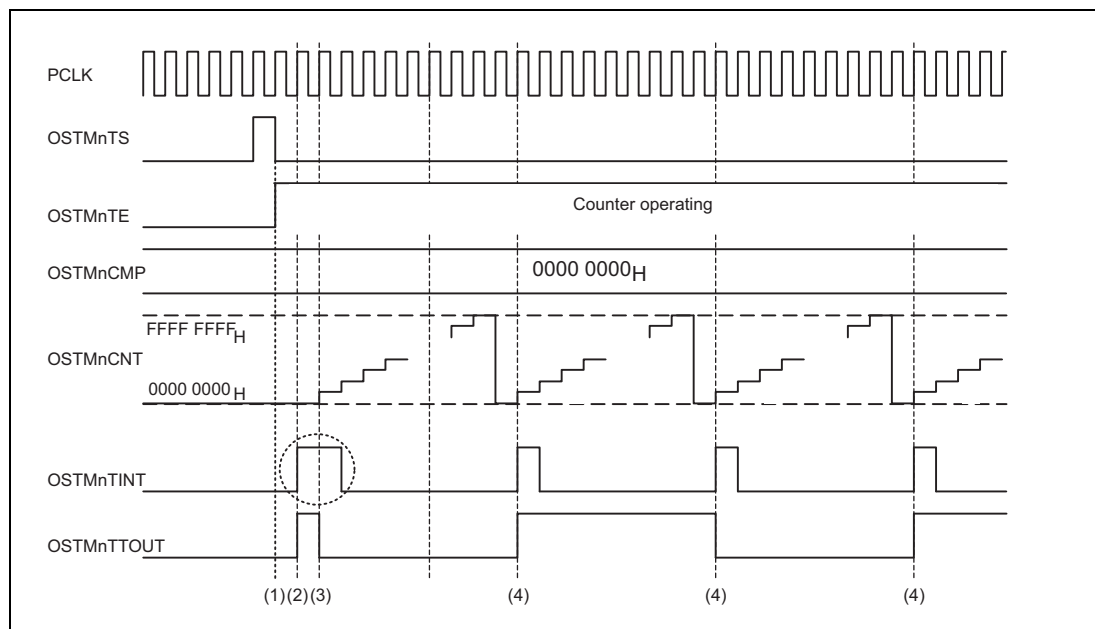 PCLK
OSTMnTS
OSTMnTE
Counter operating
OSTMnCMP
0000 0000H
FFFF FFFFH
OSTMnCNT
0000 0000H
OSTMnTINT
OSTMnTTOUT
(1)(2)(3) (4) (4) (4)